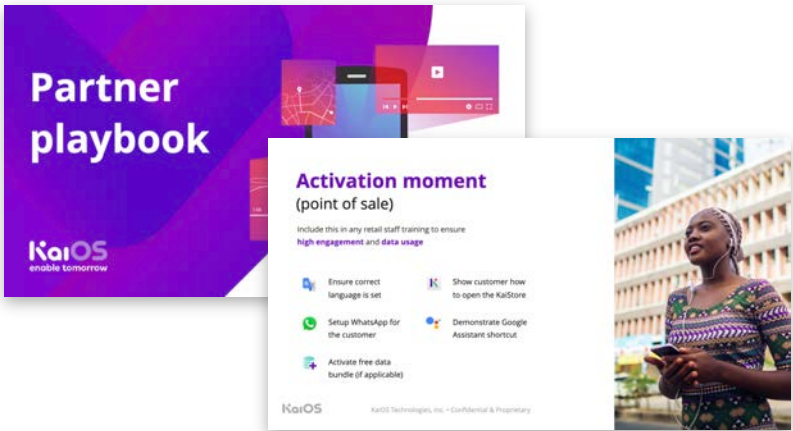 Partner
playbook
KaiOS
enable tomorrow
Activation moment
(point of sale)
Include this in any retail staff training to ensure
high engagement and data usage
Ensure correct
language is set
Show customer how
to open the KaiStore
Setup WhatsApp for
the customer
Demonstrate Google
Assistant shortcut
Activate free data
bundle (if applicable)
KaiOS
KaiOS Technologies, inc. • Confidential & Proprietary